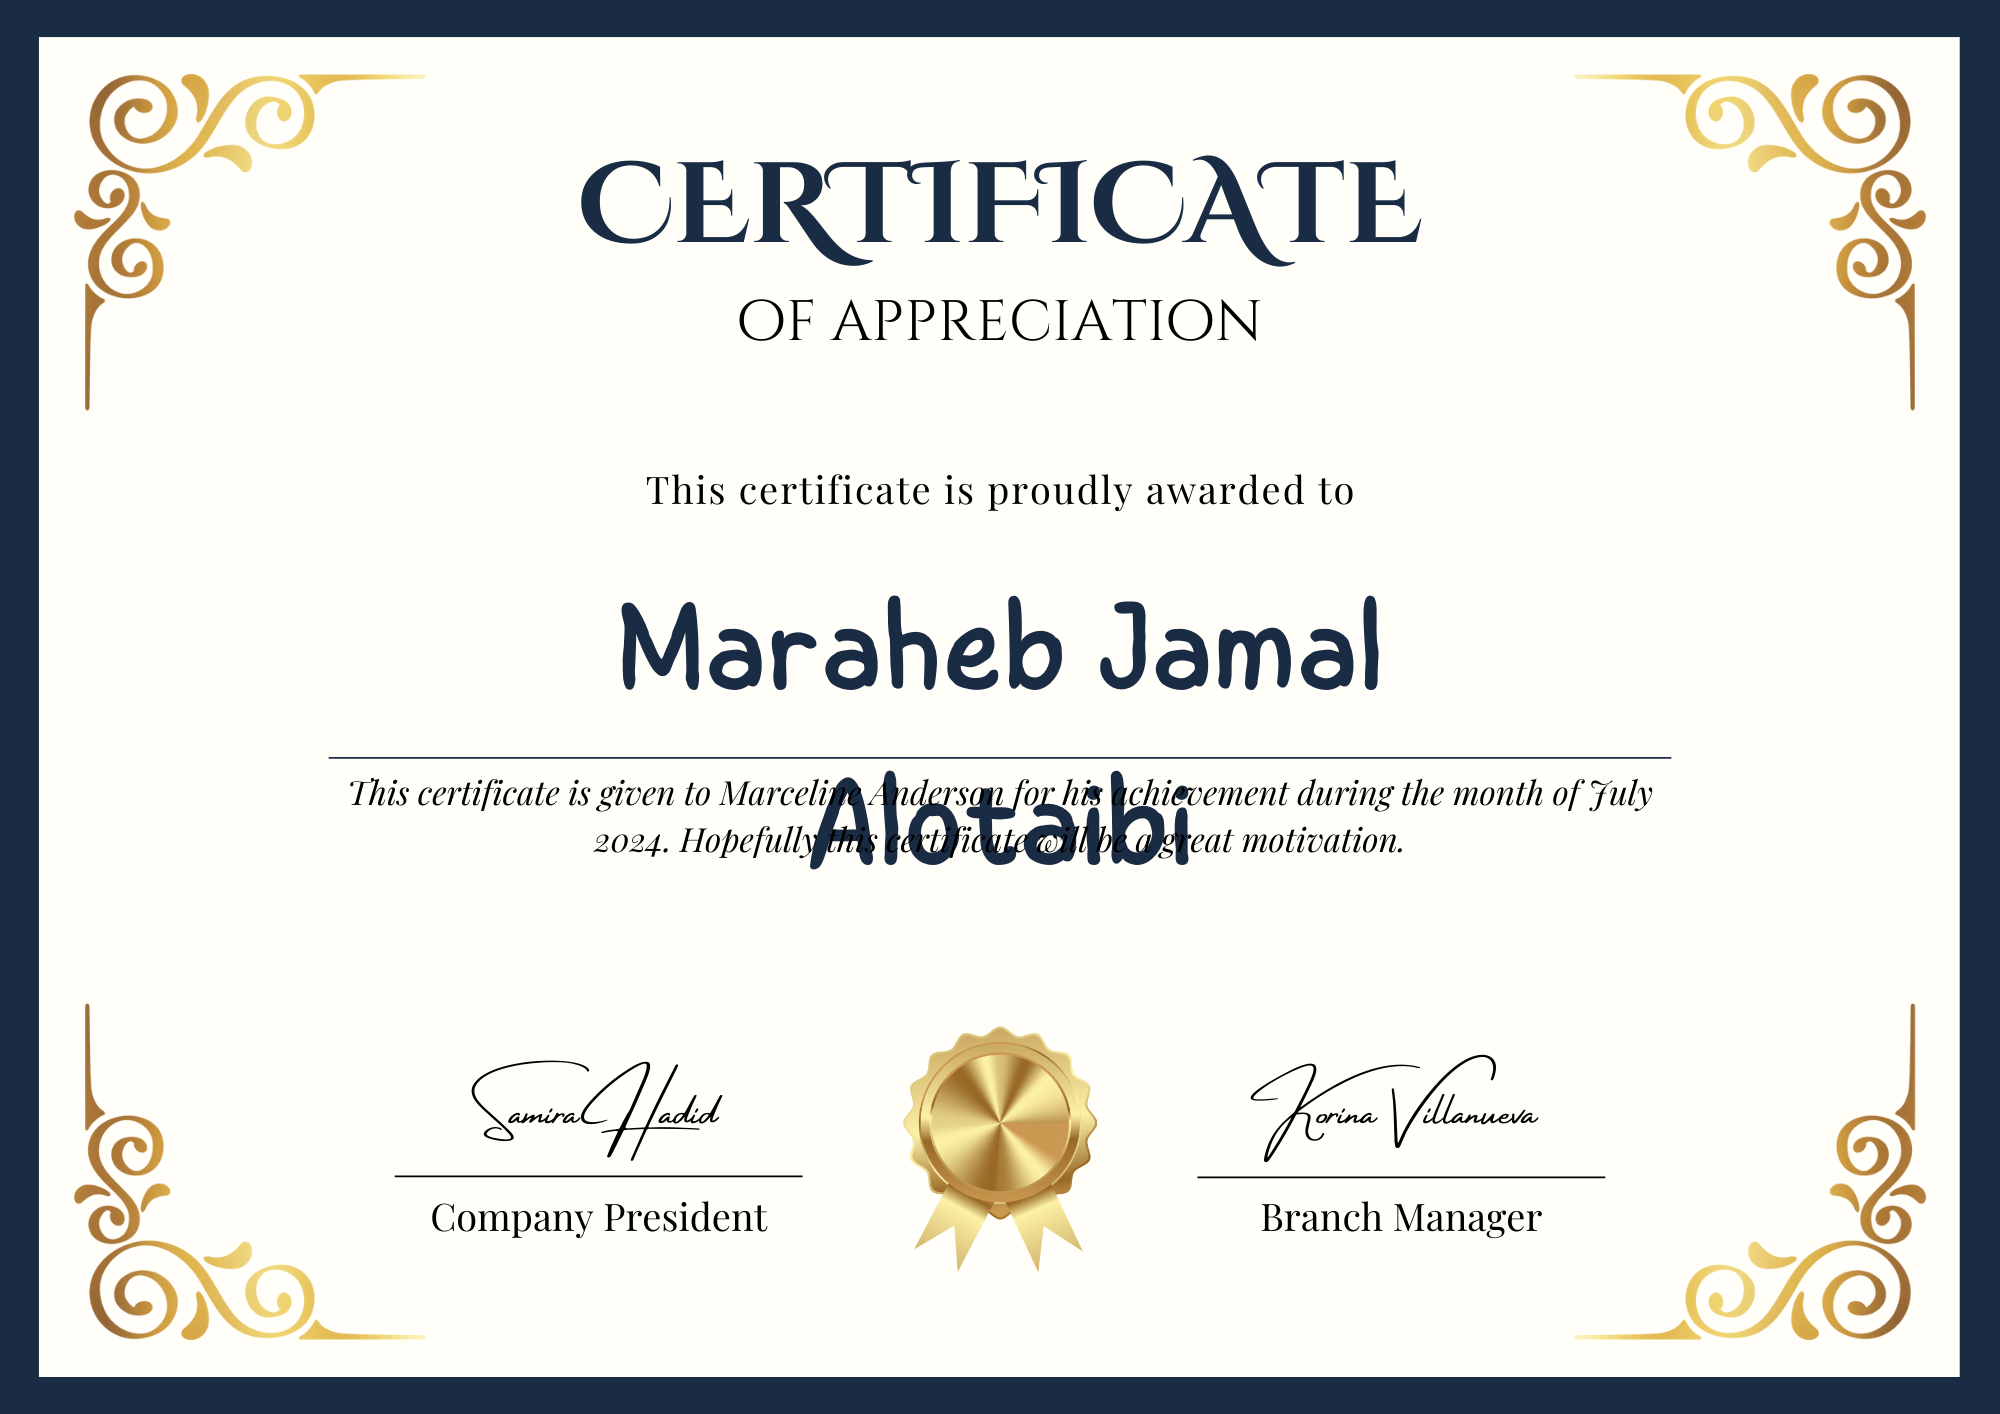 CERTIFICATE
OF APPRECIATION
This certificate is proudly awarded to
Maraheb Jamal
Alotaibi
This certificate is given to Marceline Anderson for his achievement during the month of July
2024. Hopefully this certificate will be a great motivation.
Samira Hadid
Korina Villanueva
Company President
Branch Manager